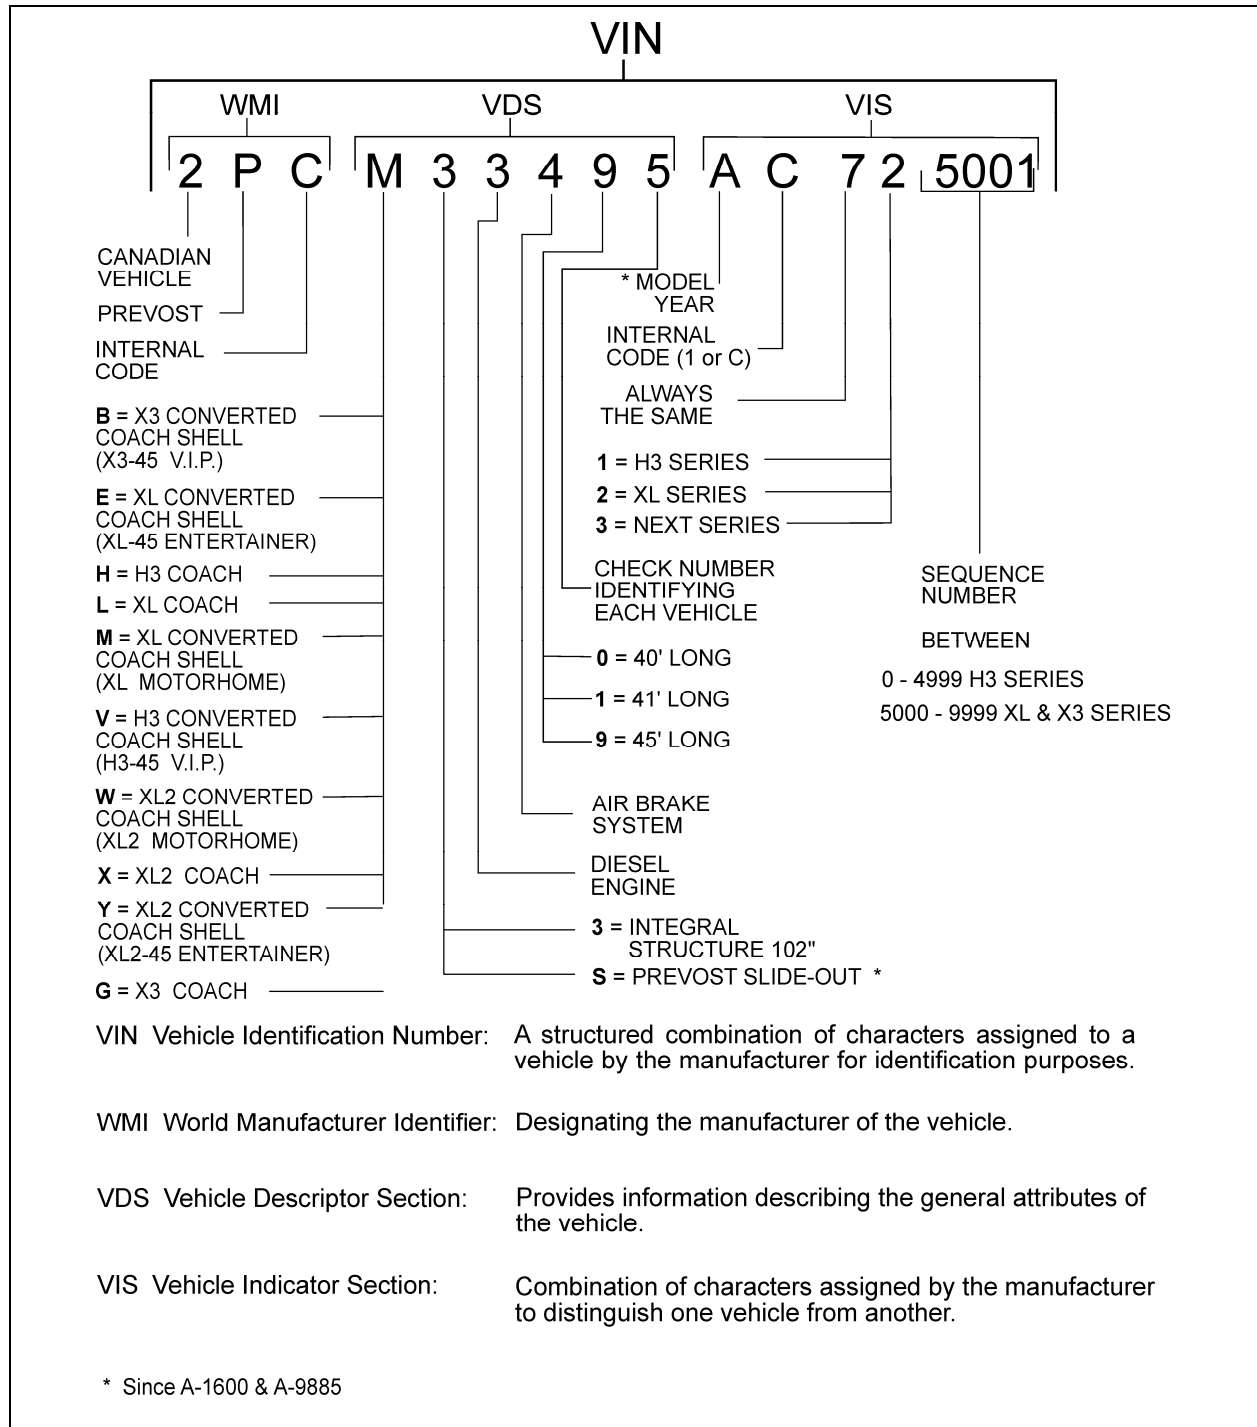 VIN
WMI VDS VIS
2 P C M 3 3 4 9 5 A C 7 2 5001
CANADIAN
VEHICLE
PREVOST
INTERNAL
CODE
B = X3 CONVERTED
COACH SHELL
(X3-45 V.I.P.)
E = XL CONVERTED
COACH SHELL
(XL-45 ENTERTAINER)
H = H3 COACH
L = XL COACH
M = XL CONVERTED
COACH SHELL
(XL MOTORHOME)
V = H3 CONVERTED
COACH SHELL
(H3-45 V.I.P.)
W = XL2 CONVERTED
COACH SHELL
(XL2 MOTORHOME)
X = XL2 COACH
Y = XL2 CONVERTED
COACH SHELL
(XL2-45 ENTERTAINER)
G = X3 COACH
* MODEL
YEAR
INTERNAL
CODE (1 or C)
ALWAYS
THE SAME
1 = H3 SERIES
2 = XL SERIES
3 = NEXT SERIES
CHECK NUMBER
IDENTIFYING
EACH VEHICLE
0 = 40' LONG
1 = 41' LONG
9 = 45' LONG
AIR BRAKE
SYSTEM
DIESEL
ENGINE
3 = INTEGRAL
STRUCTURE 102"
S = PREVOST SLIDE-OUT *
SEQUENCE
NUMBER
BETWEEN
0 - 4999 H3 SERIES
5000 - 9999 XL & X3 SERIES
VIN Vehicle Identification Number: A structured combination of characters assigned to a
vehicle by the manufacturer for identification purposes.
WMI World Manufacturer Identifier: Designating the manufacturer of the vehicle.
VDS Vehicle Descriptor Section: Provides information describing the general attributes of
the vehicle.
VIS Vehicle Indicator Section: Combination of characters assigned by the manufacturer
to distinguish one vehicle from another.
* Since A-1600 & A-9885